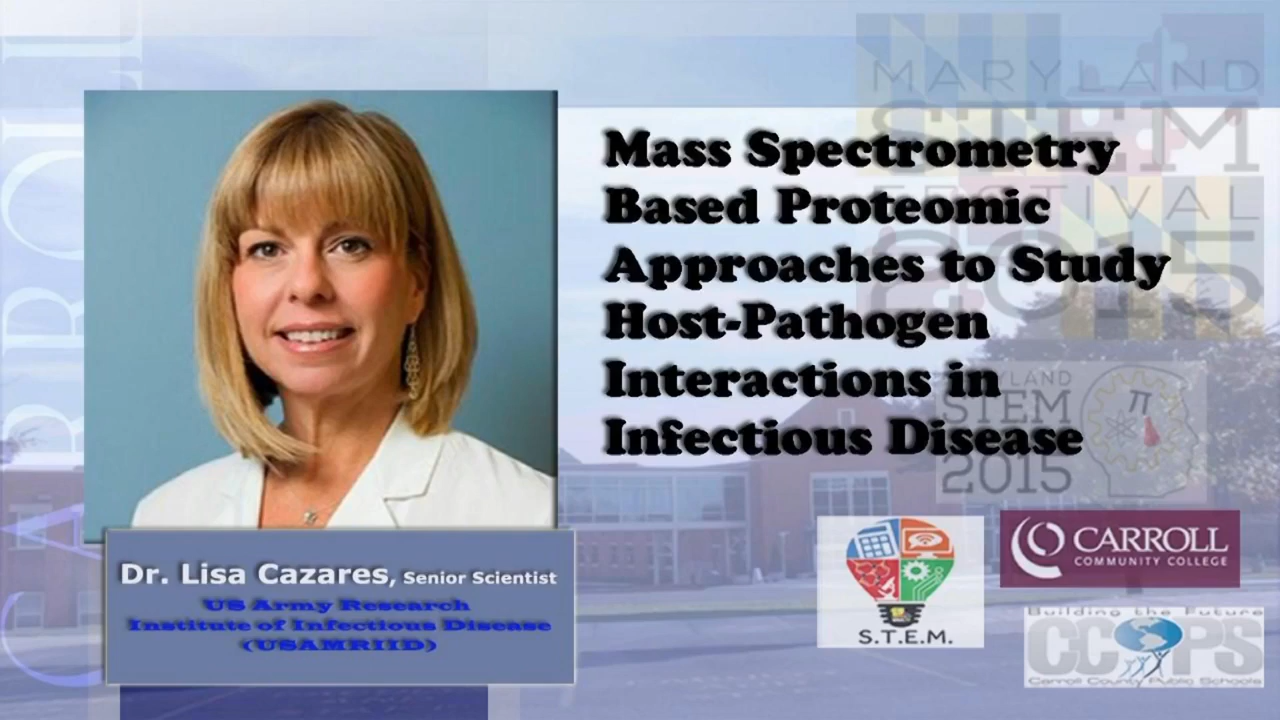 CARROLL
MARYLAND
STEM
FESTIVAL
2015
Mass Spectrometry
Based Proteomic
Approaches to Study
Host-Pathogen
Interactions in
Infectious Disease
MARYLAND
STEM
2015
π
Dr. Lisa Cazares, Senior Scientist
US Army Research
Institute of Infectious Disease
(USAMRIID)
S.T.E.M.
CARROLL
COMMUNITY COLLEGE
Building the Future
CCPS
Carroll County Public Schools